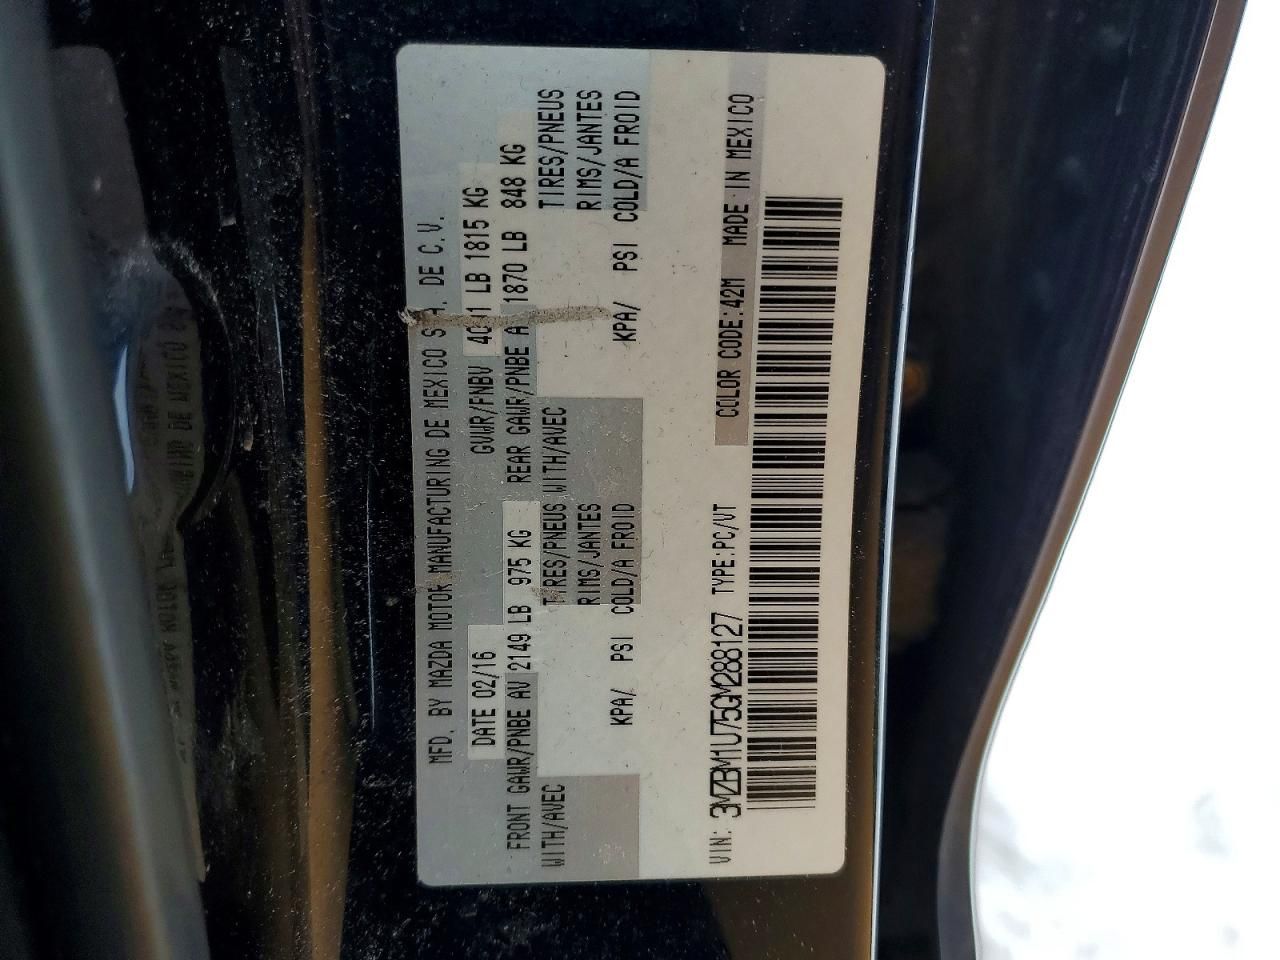 MFD. BY MAZDA MOTOR MANUFACTURING DE MEXICO S.A. DE C.V.
DATE 02/16 GVWR/PNBV LB 1815 KG
FRONT GAWR/PNBE AV 2149 LB 975 KG REAR GAWR/PNBE A 1870 LB 848 KG
WITH/AVEC TIRES/PNEUS WITH/AVEC TIRES/PNEUS
RIMS/JANTES RIMS/JANTES
KPA/ PSI COLD/A FROID KPA/ PSI COLD/A FROID
COLOR CODE:42M MADE IN MEXICO
VIN: 3MZBM1U75GM288127 TYPE:PC/VT